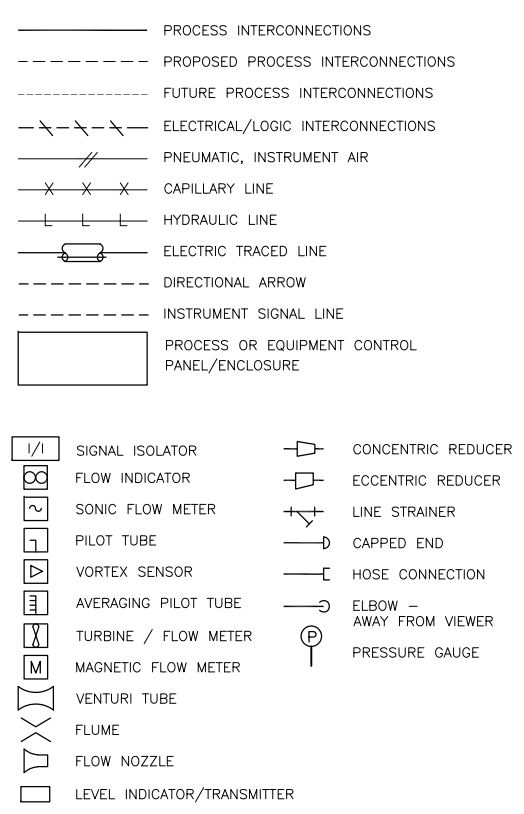 PROCESS INTERCONNECTIONS
PROPOSED PROCESS INTERCONNECTIONS
FUTURE PROCESS INTERCONNECTIONS
ELECTRICAL/LOGIC INTERCONNECTIONS
PNEUMATIC, INSTRUMENT AIR
X X X CAPILLARY LINE
L L L HYDRAULIC LINE
ELECTRIC TRACED LINE
DIRECTIONAL ARROW
INSTRUMENT SIGNAL LINE
PROCESS OR EQUIPMENT CONTROL
PANEL/ENCLOSURE
I/I SIGNAL ISOLATOR
FLOW INDICATOR
SONIC FLOW METER
PILOT TUBE
VORTEX SENSOR
AVERAGING PILOT TUBE
TURBINE / FLOW METER
M MAGNETIC FLOW METER
VENTURI TUBE
FLUME
FLOW NOZZLE
LEVEL INDICATOR/TRANSMITTER
CONCENTRIC REDUCER
ECCENTRIC REDUCER
LINE STRAINER
CAPPED END
HOSE CONNECTION
ELBOW –
AWAY FROM VIEWER
P PRESSURE GAUGE